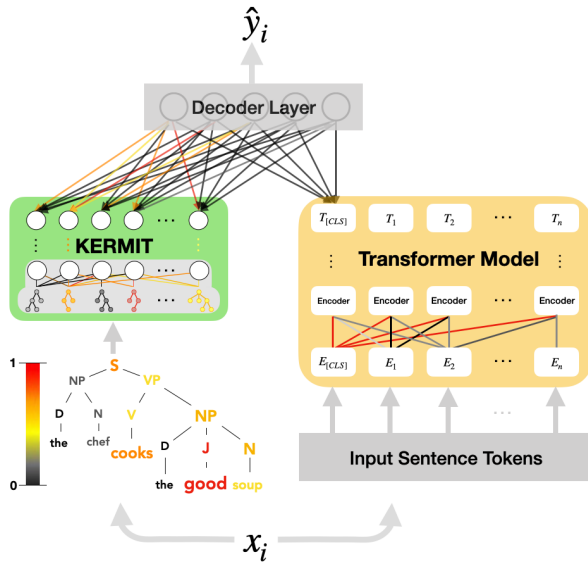 ŷᵢ
Decoder Layer
KERMIT
T[CLS] T₁ T₂ ··· Tₙ
Transformer Model
Encoder Encoder Encoder Encoder
E[CLS] E₁ E₂ ··· Eₙ
Input Sentence Tokens
1
0
S
NP VP
D N V NP
the chef cooks D J N
the good soup
xᵢ